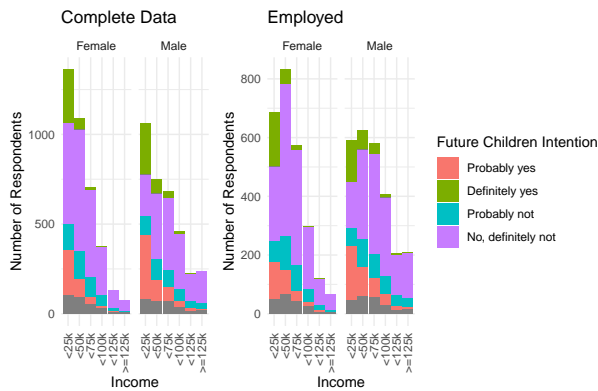 Complete Data
Employed
Female
Male
Female
Male
Number of Respondents
0
500
1000
Number of Respondents
0
200
400
600
800
<25k
<50k
<75k
<100k
<125k
>=125k
<25k
<50k
<75k
<100k
<125k
>=125k
<25k
<50k
<75k
<100k
<125k
>=125k
<25k
<50k
<75k
<100k
<125k
>=125k
Income
Income
Future Children Intention
Probably yes
Definitely yes
Probably not
No, definitely not